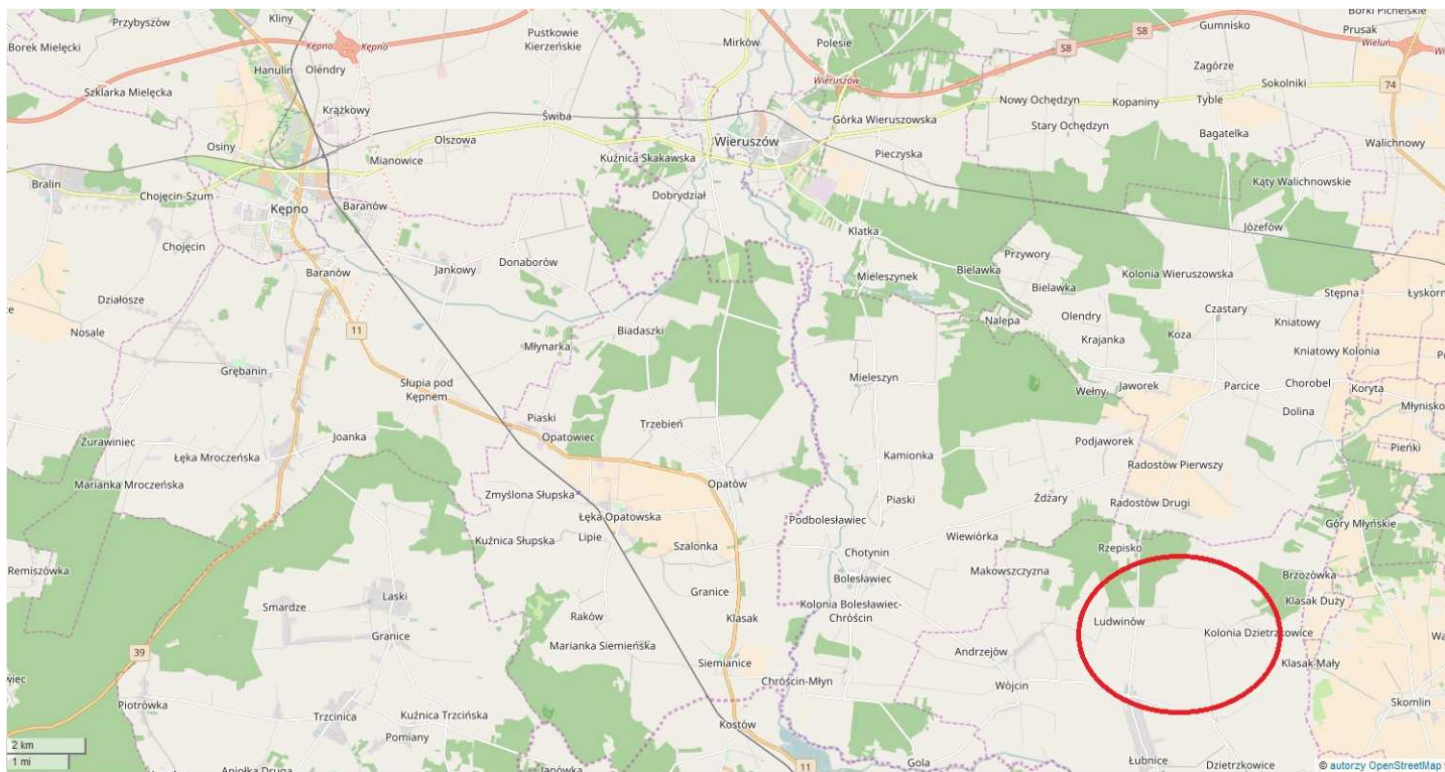 Przybyszów
Kliny
Pustkowie Kierzeńskie
Mirków
Polesie
Gumnisko
Borki Pichelskie
Prusak
Borek Mielęcki
Kępno
Kępno
S8
S8
Wieluń
Hanulin
Olendry
Wieruszów
Zagórze
Sokolniki
74
Szklarka Mielęcka
Krążkowy
Świba
Nowy Ochędzyn
Kopaniny
Tyble
Górka Wieruszowska
Stary Ochędzyn
Bagatelka
Osiny
Olszowa
Wieruszów
Walichnowy
Mianowice
Kuźnica Skakawska
Pieczyska
Bralin
Chojęcin-Szum
Dobrydział
Kąty Walichnowskie
Kępno
Baranów
Józefów
Chojęcin
Klatka
Baranów
Jankowy
Donaborów
Przywory
Mieleszynek
Bielawka
Kolonia Wieruszowska
Bielawka
Stępna
Działosze
Czastary
Nosale
11
Biadaszki
Nalepa
Olendry
Kniatowy
Młynarka
Krajanka
Koza
Kniatowy Kolonia
Grębanin
Słupia pod Kępnem
Mieleszyn
Wełny
Jaworek
Parcice
Chorobel
Koryta
Piaski
Trzebień
Dolina
Młynisko
Żurawiniec
Joanka
Opatowiec
Podjaworek
Łęka Mroczeńska
Kamionka
Pieńki
Radostów Pierwszy
Marianka Mroczeńska
Zmyślona Słupska
Opatów
Piaski
Żdżary
Radostów Drugi
Łęka Opatowska
Podbolesławiec
Góry Młyńskie
Kuźnica Słupska
Lipie
Szalonka
Wiewiórka
Rzepisko
Chotynin
Remiszówka
Bolesławiec
Makowszczyzna
Brzozówka
Smardze
Laski
Granice
Kolonia Bolesławiec-Chróścin
Klasak Duży
Raków
Klasak
Ludwinów
Granice
Marianka Siemieńska
Kolonia Dzietrzkowice
39
Siemianice
Andrzejów
Klasak Mały
Chróścin-Młyn
Wójcin
Piotrówka
Skomlin
Trzcinica
Kuźnica Trzcińska
Kostów
Pomiany
2 km
1 mi
11
Gola
Łubnice
Dzietrzkowice
© autorzy OpenStreetMap